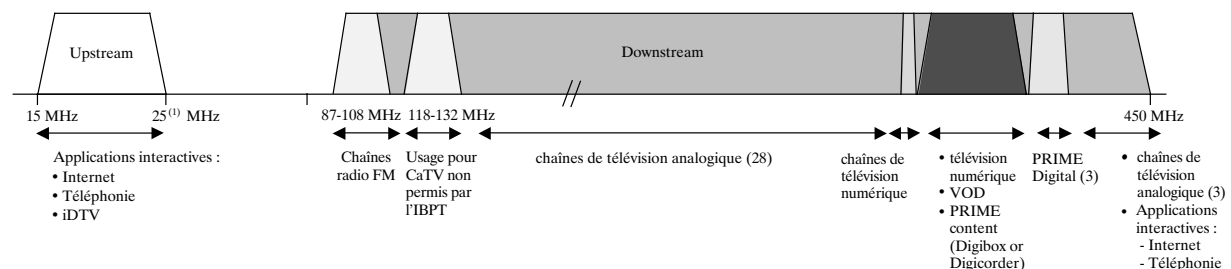 Upstream
Downstream
15 MHz
25 (1) MHz
87-108 MHz
118-132 MHz
450 MHz
Applications interactives :
• Internet
• Téléphonie
• iDTV
Chaînes
radio FM
Usage pour
CaTV non
permis par
l'IBPT
chaînes de télévision analogique (28)
chaînes de
télévision
numérique
• télévision
numérique
• VOD
• PRIME
content
(Digibox or
Digicorder)
PRIME
Digital (3)
• chaînes de
télévision
analogique (3)
• Applications
interactives :
- Internet
- Téléphonie